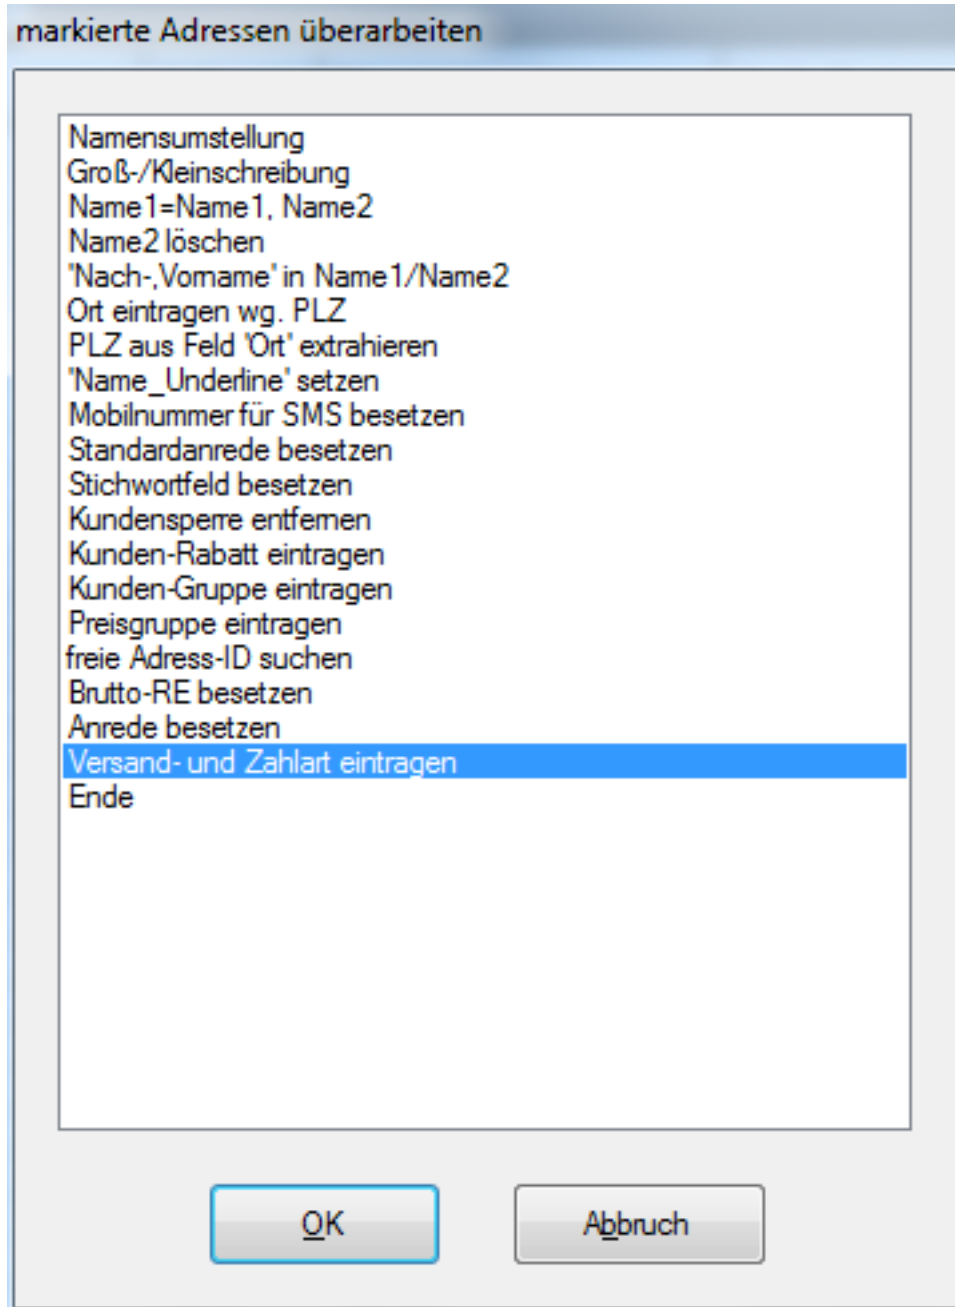 markierte Adressen überarbeiten
Namensumstellung
Groß-/Kleinschreibung
Name1=Name1, Name2
Name2 löschen
'Nach-,Vorname' in Name1/Name2
Ort eintragen wg. PLZ
PLZ aus Feld 'Ort' extrahieren
'Name_Underline' setzen
Mobilnummer für SMS besetzen
Standardanrede besetzen
Stichwortfeld besetzen
Kundensperre entfernen
Kunden-Rabatt eintragen
Kunden-Gruppe eintragen
Preisgruppe eintragen
freie Adress-ID suchen
Brutto-RE besetzen
Anrede besetzen
Versand- und Zahlart eintragen
Ende
OK Abbruch